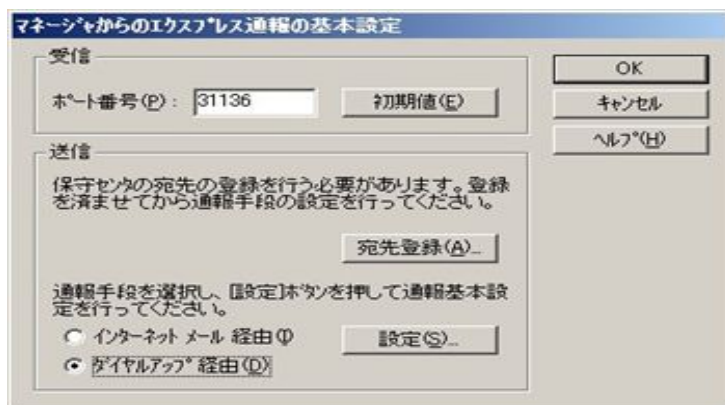 マネージャからのエクスプレス通報の基本設定
受信
ポート番号(P) : 31136
初期値(E)
OK
キャンセル
ヘルプ(H)
送信
保守センタの宛先の登録を行う必要があります。登録
を済ませてから通報手段の設定を行ってください。
宛先登録(A)...
通報手段を選択し、[設定]ボタンを押して通報基本設
定を行ってください。
インターネット メール 経由(I)
設定(S)...
ダイヤルアップ 経由(D)